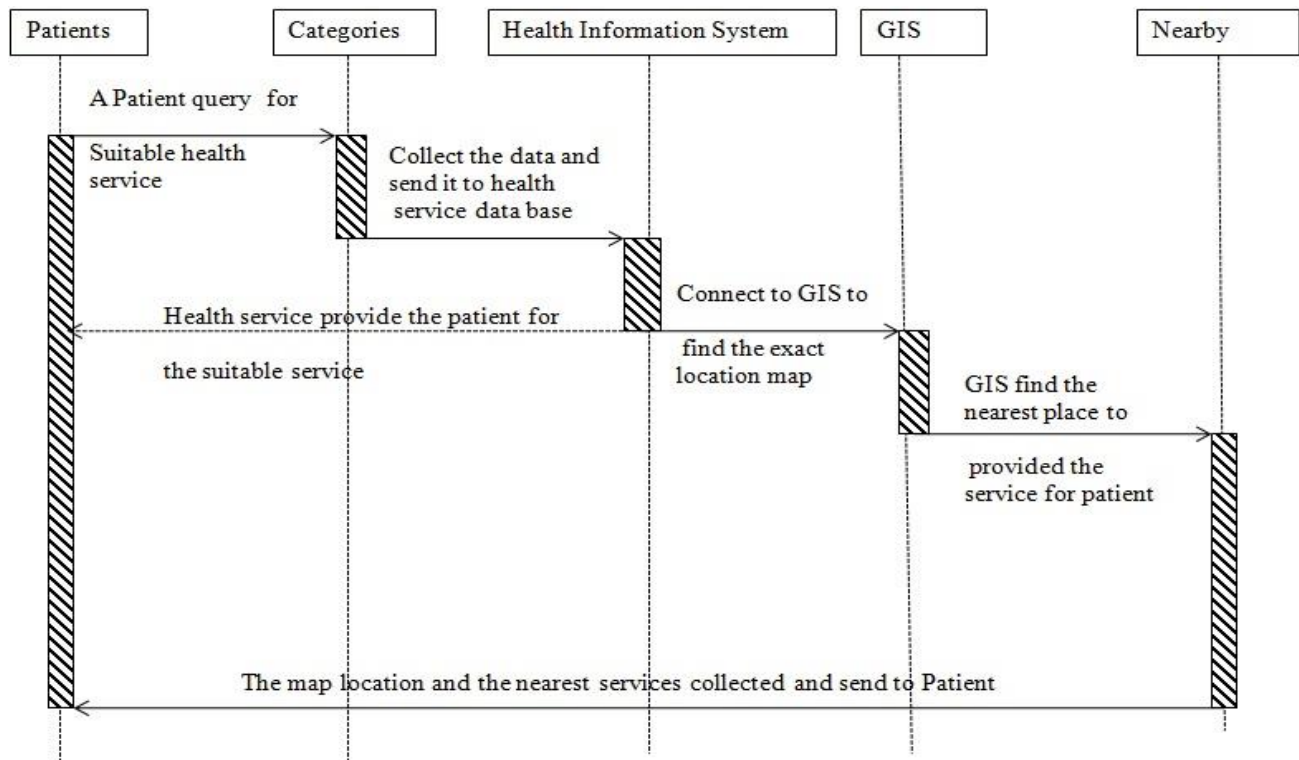 Patients
Categories
Health Information System
GIS
Nearby
A Patient query for
Suitable health
service
Collect the data and
send it to health
service data base
Connect to GIS to
find the exact
location map
Health service provide the patient for
the suitable service
GIS find the
nearest place to
provided the
service for patient
The map location and the nearest services collected and send to Patient